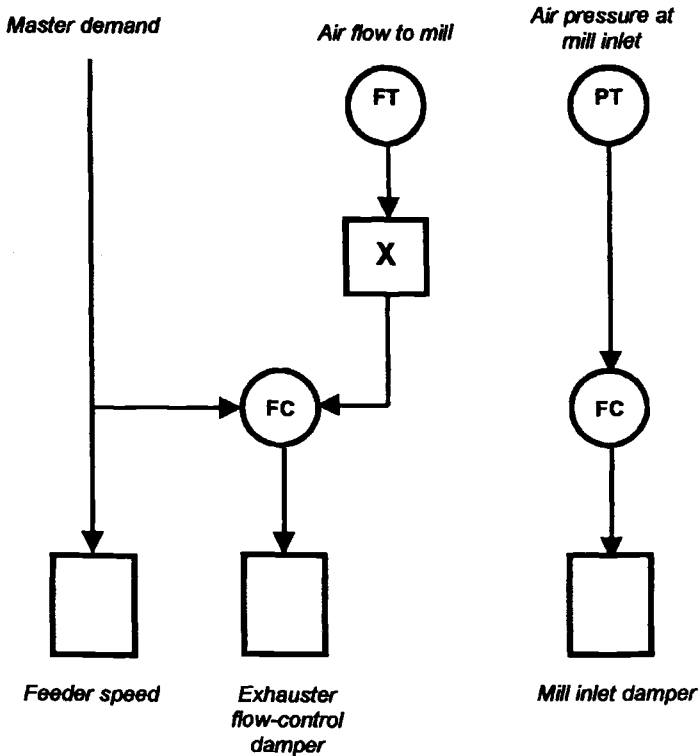 Master demand
Air flow to mill
Air pressure at
mill inlet
FT
PT
X
FC
FC
Feeder speed
Exhauster
flow-control
damper
Mill inlet damper